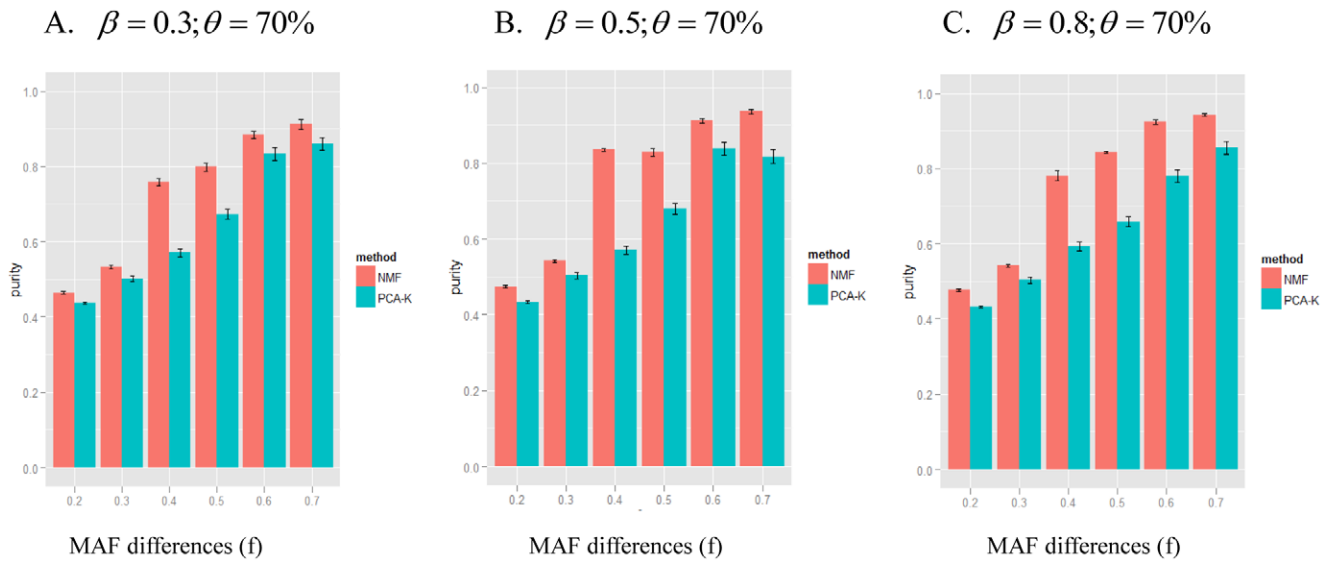 A. β = 0.3; θ = 70%
B. β = 0.5; θ = 70%
C. β = 0.8; θ = 70%
purity
1.0
0.8
0.6
0.4
0.2
0.0
0.2 0.3 0.4 0.5 0.6 0.7
MAF differences (f)
method
NMF
PCA-K
purity
1.0
0.8
0.6
0.4
0.2
0.0
0.2 0.3 0.4 0.5 0.6 0.7
MAF differences (f)
method
NMF
PCA-K
purity
1.0
0.8
0.6
0.4
0.2
0.0
0.2 0.3 0.4 0.5 0.6 0.7
MAF differences (f)
method
NMF
PCA-K